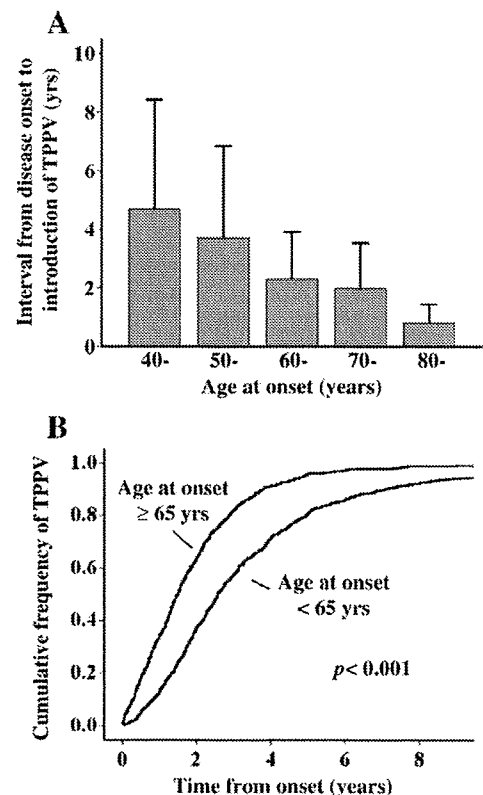 A
Interval from disease onset to
introduction of TPPV (yrs)
10
8
6
4
2
0
40-
50-
60-
70-
80-
Age at onset (years)
B
Cumulative frequency of TPPV
1.0
0.8
0.6
0.4
0.2
0.0
Age at onset
≥ 65 yrs
Age at onset
< 65 yrs
p< 0.001
0
2
4
6
8
Time from onset (years)